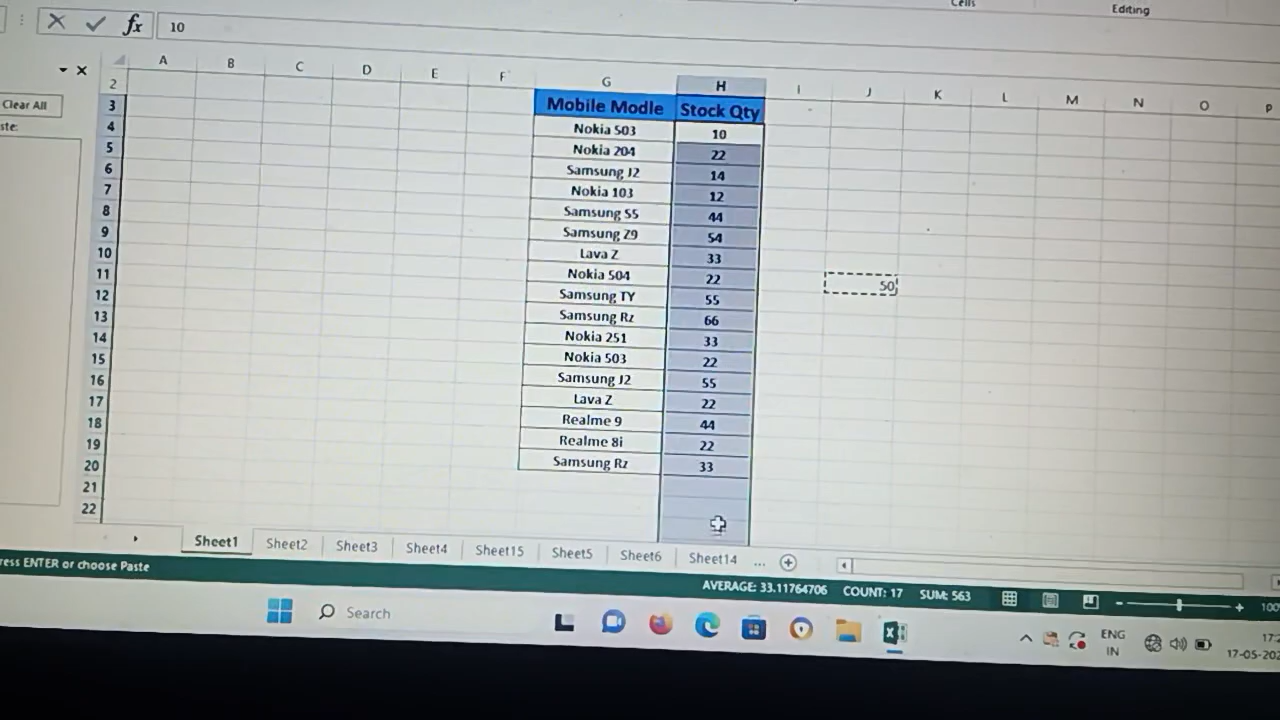 Cells
Editing
fx 10
Clear All
ste:
A B C D E F G H I J K L M N O P
2
3 Mobile Modle Stock Qty
4 Nokia 503 10
5 Nokia 204 22
6 Samsung J2 14
7 Nokia 103 12
8 Samsung S5 44
9 Samsung Z9 54
10 Lava Z 33
11 Nokia 504 22 50
12 Samsung TY 55
13 Samsung Rz 66
14 Nokia 251 33
15 Nokia 503 22
16 Samsung J2 55
17 Lava Z 22
18 Realme 9 44
19 Realme 8i 22
20 Samsung Rz 33
21
22
Sheet1 Sheet2 Sheet3 Sheet4 Sheet15 Sheet5 Sheet6 Sheet14 ...
ress ENTER or choose Paste
AVERAGE: 33.11764706 COUNT: 17 SUM: 563
100
Search
ENG
IN
17:2
17-05-202